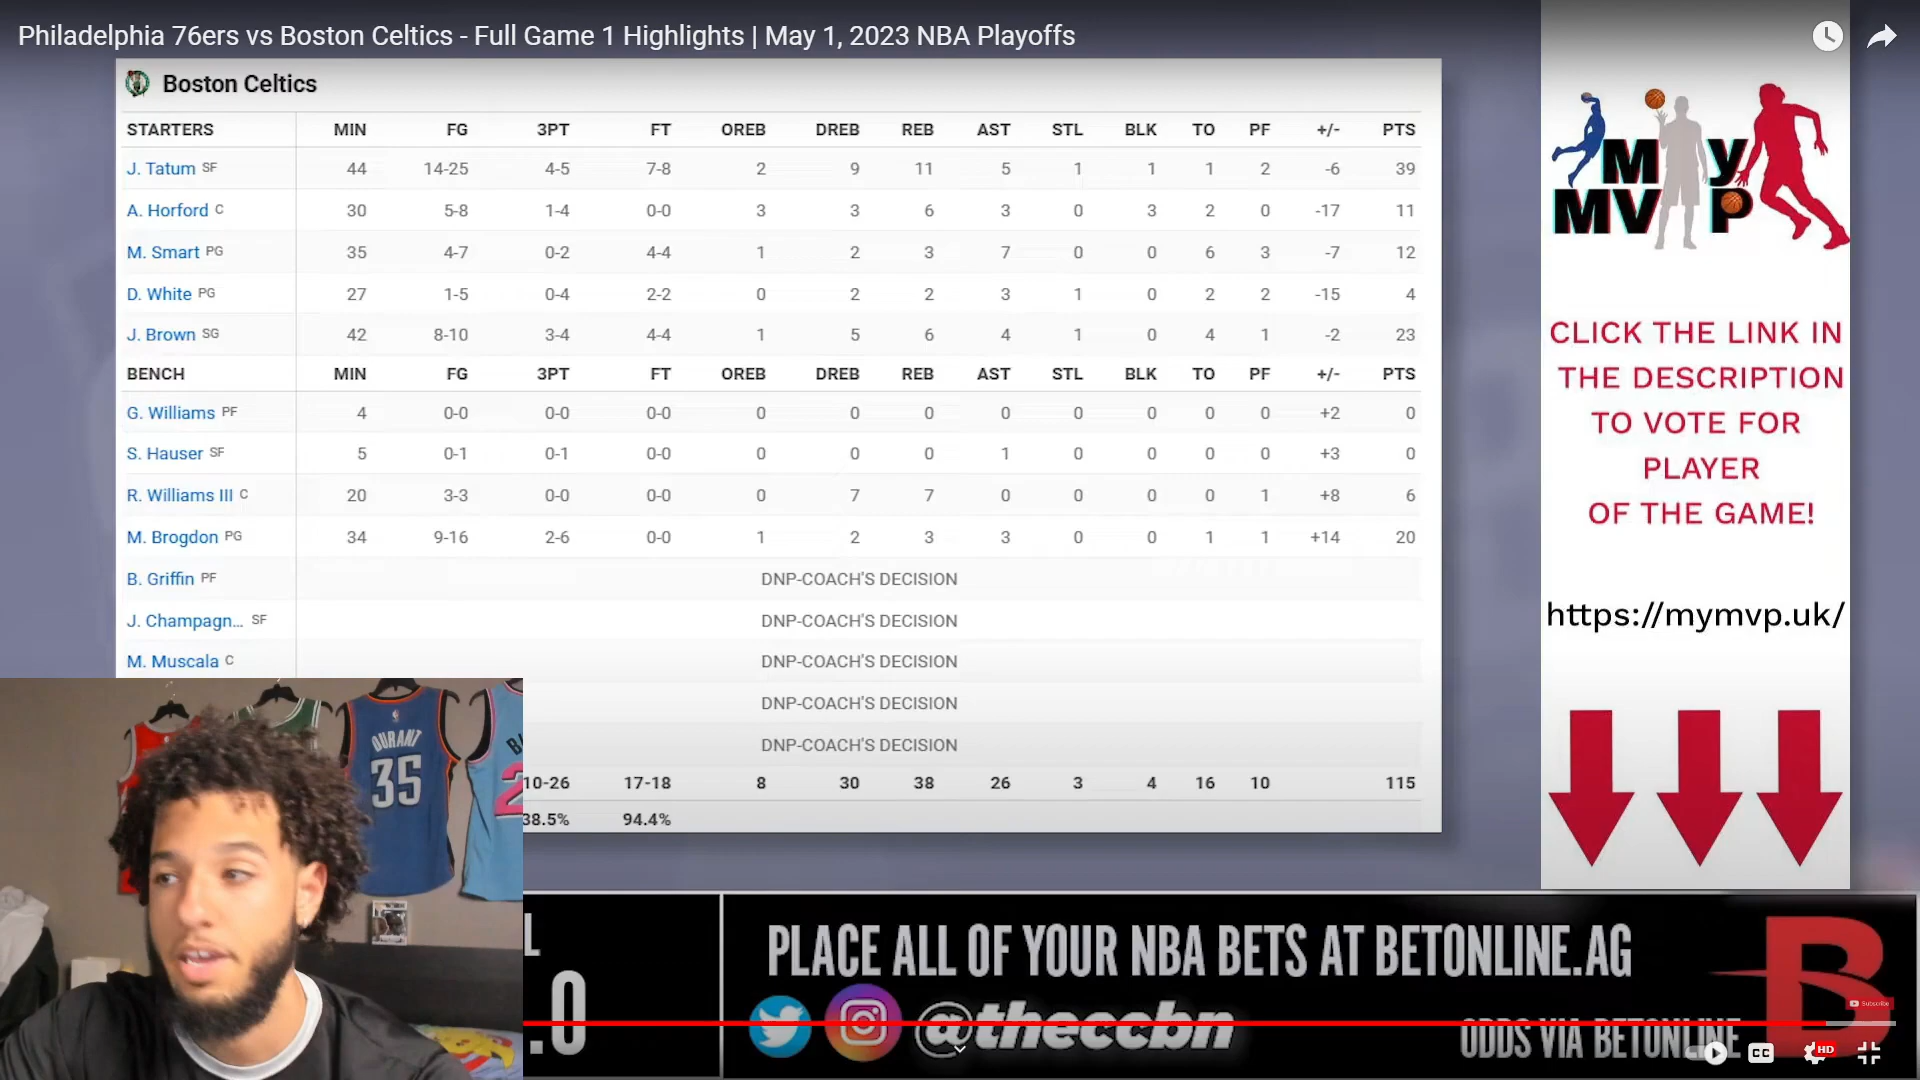 Philadelphia 76ers vs Boston Celtics - Full Game 1 Highlights | May 1, 2023 NBA Playoffs
Boston Celtics
STARTERS MIN FG 3PT FT OREB DREB REB AST STL BLK TO PF +/- PTS
J. Tatum SF 44 14-25 4-5 7-8 2 9 11 5 1 1 1 2 -6 39
A. Horford C 30 5-8 1-4 0-0 3 3 6 3 0 3 2 0 -17 11
M. Smart PG 35 4-7 0-2 4-4 1 2 3 7 0 0 6 3 -7 12
D. White PG 27 1-5 0-4 2-2 0 2 2 3 1 0 2 2 -15 4
J. Brown SG 42 8-10 3-4 4-4 1 5 6 4 1 0 4 1 -2 23
BENCH MIN FG 3PT FT OREB DREB REB AST STL BLK TO PF +/- PTS
G. Williams PF 4 0-0 0-0 0-0 0 0 0 0 0 0 0 0 +2 0
S. Hauser SF 5 0-1 0-1 0-0 0 0 0 1 0 0 0 0 +3 0
R. Williams III C 20 3-3 0-0 0-0 0 7 7 0 0 0 0 1 +8 6
M. Brogdon PG 34 9-16 2-6 0-0 1 2 3 3 0 0 1 1 +14 20
B. Griffin PF DNP-COACH'S DECISION
J. Champagn... SF DNP-COACH'S DECISION
M. Muscala C DNP-COACH'S DECISION
DNP-COACH'S DECISION
DNP-COACH'S DECISION
10-26 17-18 8 30 38 26 3 4 16 10 115
38.5% 94.4%
My
MVP
CLICK THE LINK IN
THE DESCRIPTION
TO VOTE FOR
PLAYER
OF THE GAME!
https://mymvp.uk/
DURANT
35
L
.0
PLACE ALL OF YOUR NBA BETS AT BETONLINE.AG
@theccbn
ODDS VIA BETONLINE
B
Subscribe
CC
HD